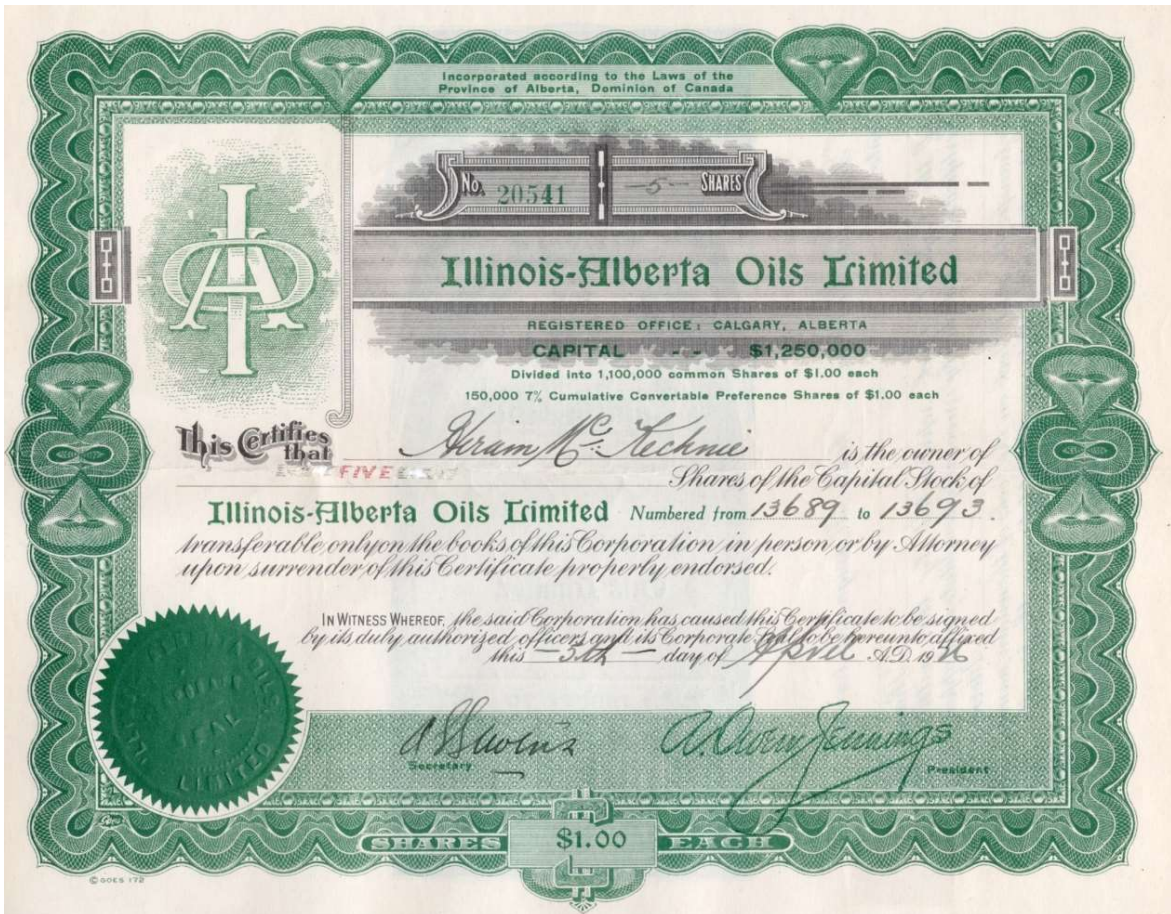 Incorporated according to the Laws of the
Province of Alberta, Dominion of Canada
No. 20541 -5- SHARES
IAO
Illinois-Alberta Oils Limited
REGISTERED OFFICE: CALGARY, ALBERTA
CAPITAL - - - $1,250,000
Divided into 1,100,000 common Shares of $1.00 each
150,000 7% Cumulative Convertable Preference Shares of $1.00 each
This Certifies that Hiram McKechnie is the owner of
FIVE Shares of the Capital Stock of
Illinois-Alberta Oils Limited Numbered from 13689 to 13693.
transferable only on the books of this Corporation in person or by Attorney
upon surrender of this Certificate properly endorsed.
IN WITNESS WHEREOF, the said Corporation has caused this Certificate to be signed
by its duly authorized officers and its Corporate Seal to be hereunto affixed
this -5th- day of April A.D. 1926
ALBERTA OILS
SEAL
LIMITED
Secretary
A. Owen Jennings
President
SHARES $1.00 EACH
© GOES 172